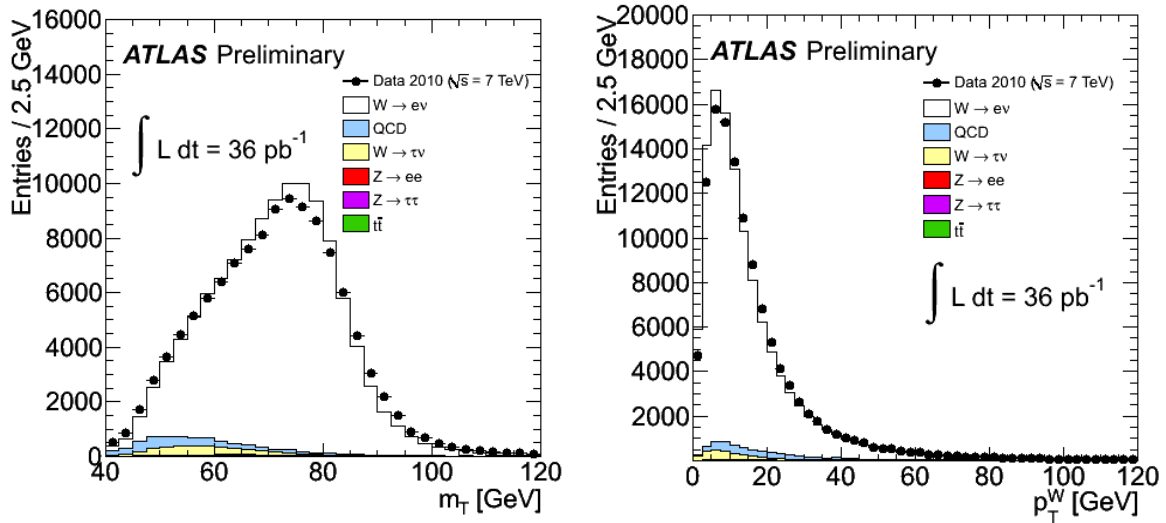 16000
14000
12000
10000
8000
6000
4000
2000
0
Entries / 2.5 GeV
ATLAS Preliminary
Data 2010 (√s = 7 TeV)
W → eν
QCD
W → τν
Z → ee
Z → ττ
tt̄
∫ L dt = 36 pb⁻¹
40 60 80 100 120
m_T [GeV]
20000
18000
16000
14000
12000
10000
8000
6000
4000
2000
Entries / 2.5 GeV
ATLAS Preliminary
Data 2010 (√s = 7 TeV)
W → eν
QCD
W → τν
Z → ee
Z → ττ
tt̄
∫ L dt = 36 pb⁻¹
0 20 40 60 80 100 120
p_T^W [GeV]